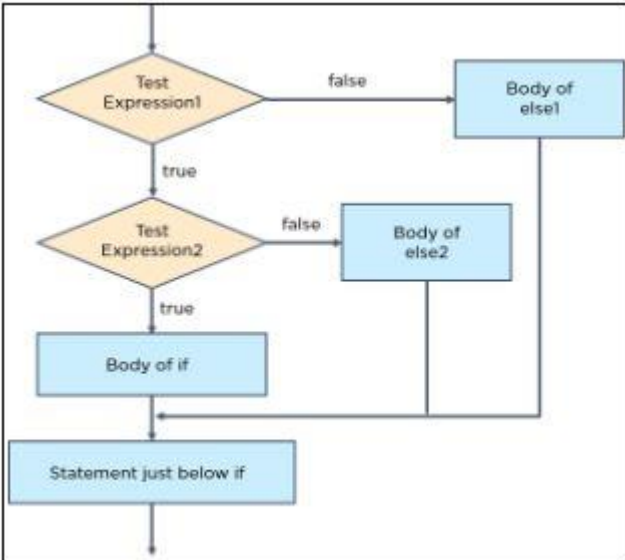 Test
Expression1
false
Body of
else1
true
Test
Expression2
false
Body of
else2
true
Body of if
Statement just below if